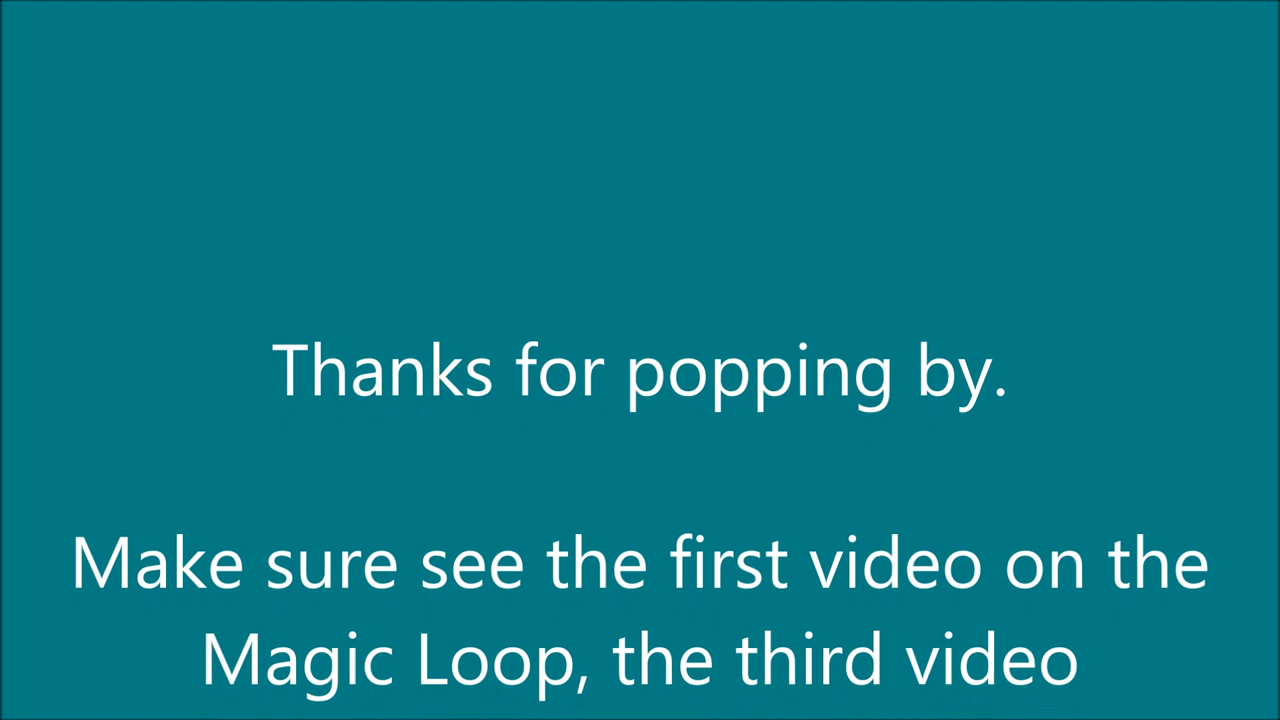 Thanks for popping by.
Make sure see the first video on the
Magic Loop, the third video